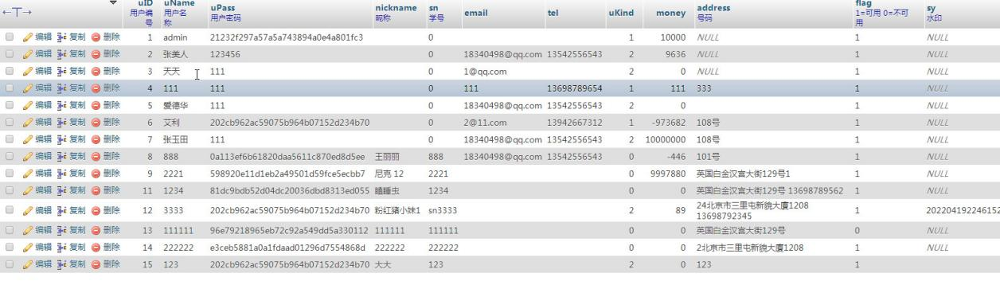 ←T→ uID uName uPass nickname sn email tel uKind money address flag sy
用户编号 用户名称 用户密码 昵称 学号 号码 1=可用 0=不可用 水印
编辑 复制 删除 1 admin 21232f297a57a5a743894a0e4a801fc3 0 1 10000 NULL 1 NULL
编辑 复制 删除 2 张美人 123456 0 18340498@qq.com 13542556543 2 9636 NULL 1 NULL
编辑 复制 删除 3 天天 111 0 1@qq.com 2 0 NULL 1 NULL
编辑 复制 删除 4 111 111 0 111 13698789654 1 111 333 1 NULL
编辑 复制 删除 5 爱德华 111 0 18340498@qq.com 13542556543 2 0 1 NULL
编辑 复制 删除 6 艾利 202cb962ac59075b964b07152d234b70 0 2@11.com 13942667312 1 -973682 108号 1 NULL
编辑 复制 删除 7 张玉田 111 0 18340498@qq.com 13542556543 2 10000000 108号 1 NULL
编辑 复制 删除 8 888 0a113ef6b61820daa5611c870ed8d5ee 王丽丽 888 18340498@qq.com 13542556543 0 -446 101号 1 NULL
编辑 复制 删除 9 2221 598920e11d1eb2a49501d59fce5ecbb7 尼克 12 2221 0 9997880 英国白金汉宫大街129号1 1 NULL
编辑 复制 删除 11 1234 81dc9bdb52d04dc20036dbd8313ed055 瞌睡虫 1234 0 0 英国白金汉宫大街129号 13698789562 1 NULL
编辑 复制 删除 12 3333 202cb962ac59075b964b07152d234b70 粉红猪小妹1 sn3333 2 89 24北京市三里屯新貌大廈1208 1 202204192246152
13698792345
编辑 复制 删除 13 111111 96e79218965eb72c92a549dd5a330112 111111 111111 0 0 英国白金汉宫大街129号 0 NULL
编辑 复制 删除 14 222222 e3ceb5881a0a1fdaad01296d7554868d 222222 222222 0 0 2北京市三里屯新貌大廈1208 1 NULL
编辑 复制 删除 15 123 202cb962ac59075b964b07152d234b70 大大 123 2 0 123 1